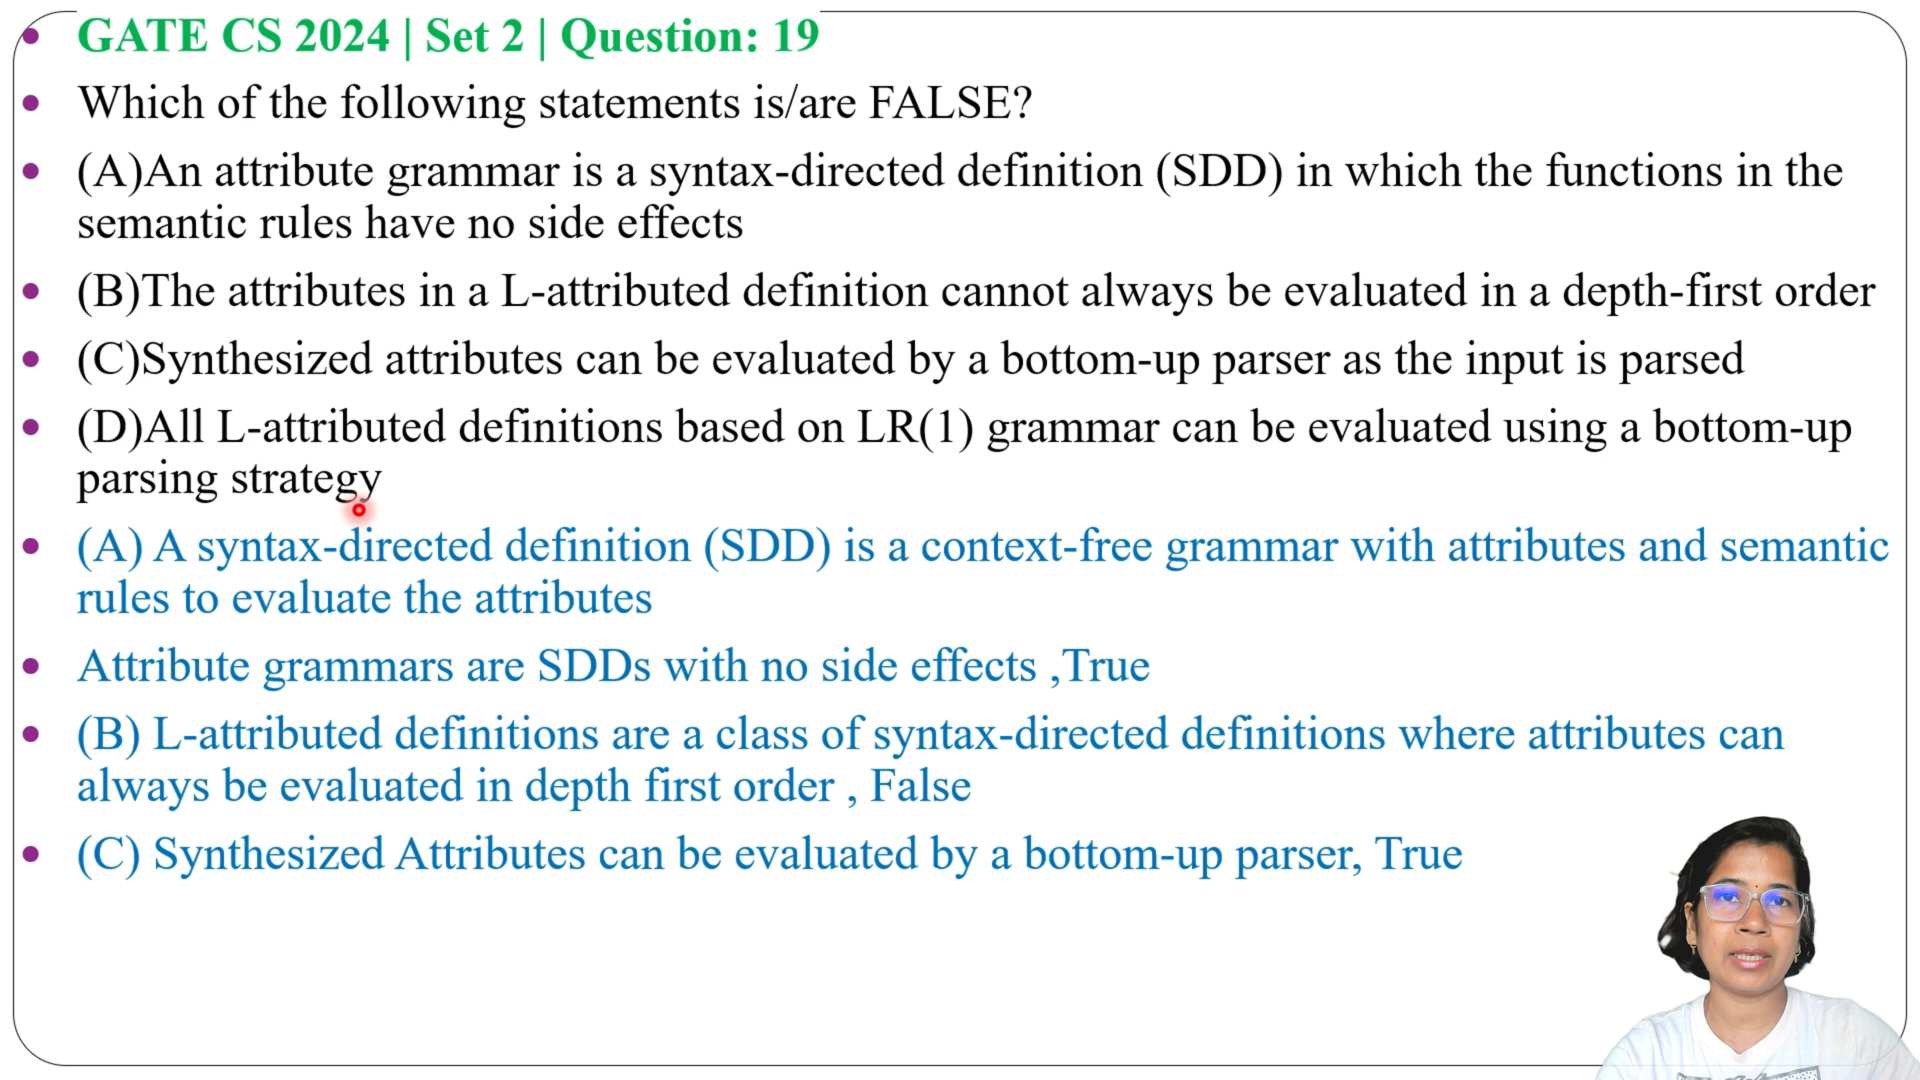 GATE CS 2024 | Set 2 | Question: 19
Which of the following statements is/are FALSE?
(A)An attribute grammar is a syntax-directed definition (SDD) in which the functions in the
semantic rules have no side effects
(B)The attributes in a L-attributed definition cannot always be evaluated in a depth-first order
(C)Synthesized attributes can be evaluated by a bottom-up parser as the input is parsed
(D)All L-attributed definitions based on LR(1) grammar can be evaluated using a bottom-up
parsing strategy
(A) A syntax-directed definition (SDD) is a context-free grammar with attributes and semantic
rules to evaluate the attributes
Attribute grammars are SDDs with no side effects ,True
(B) L-attributed definitions are a class of syntax-directed definitions where attributes can
always be evaluated in depth first order , False
(C) Synthesized Attributes can be evaluated by a bottom-up parser, True